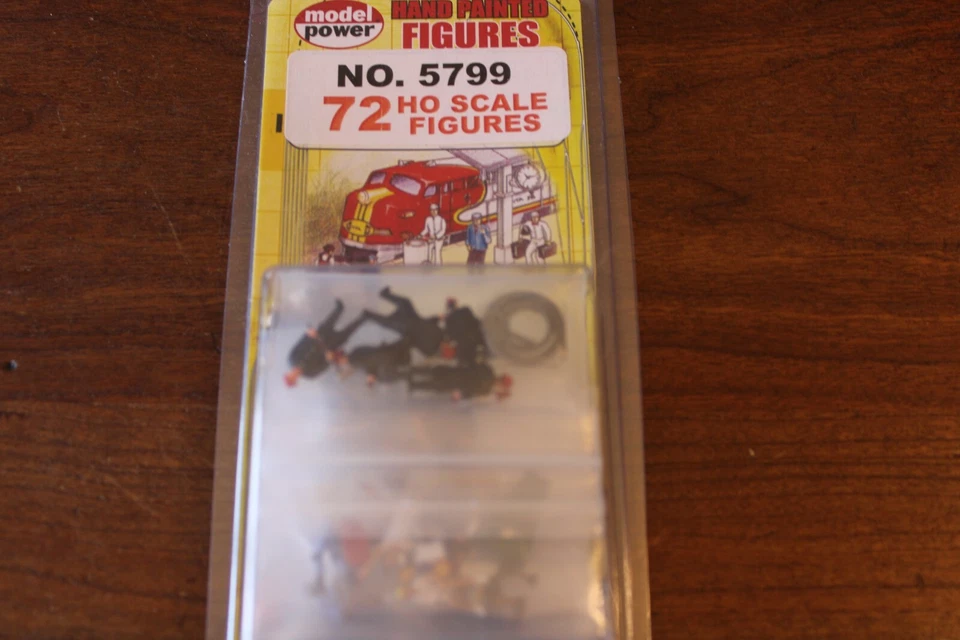 model
power
HAND PAINTED
FIGURES
NO. 5799
72 HO SCALE
FIGURES